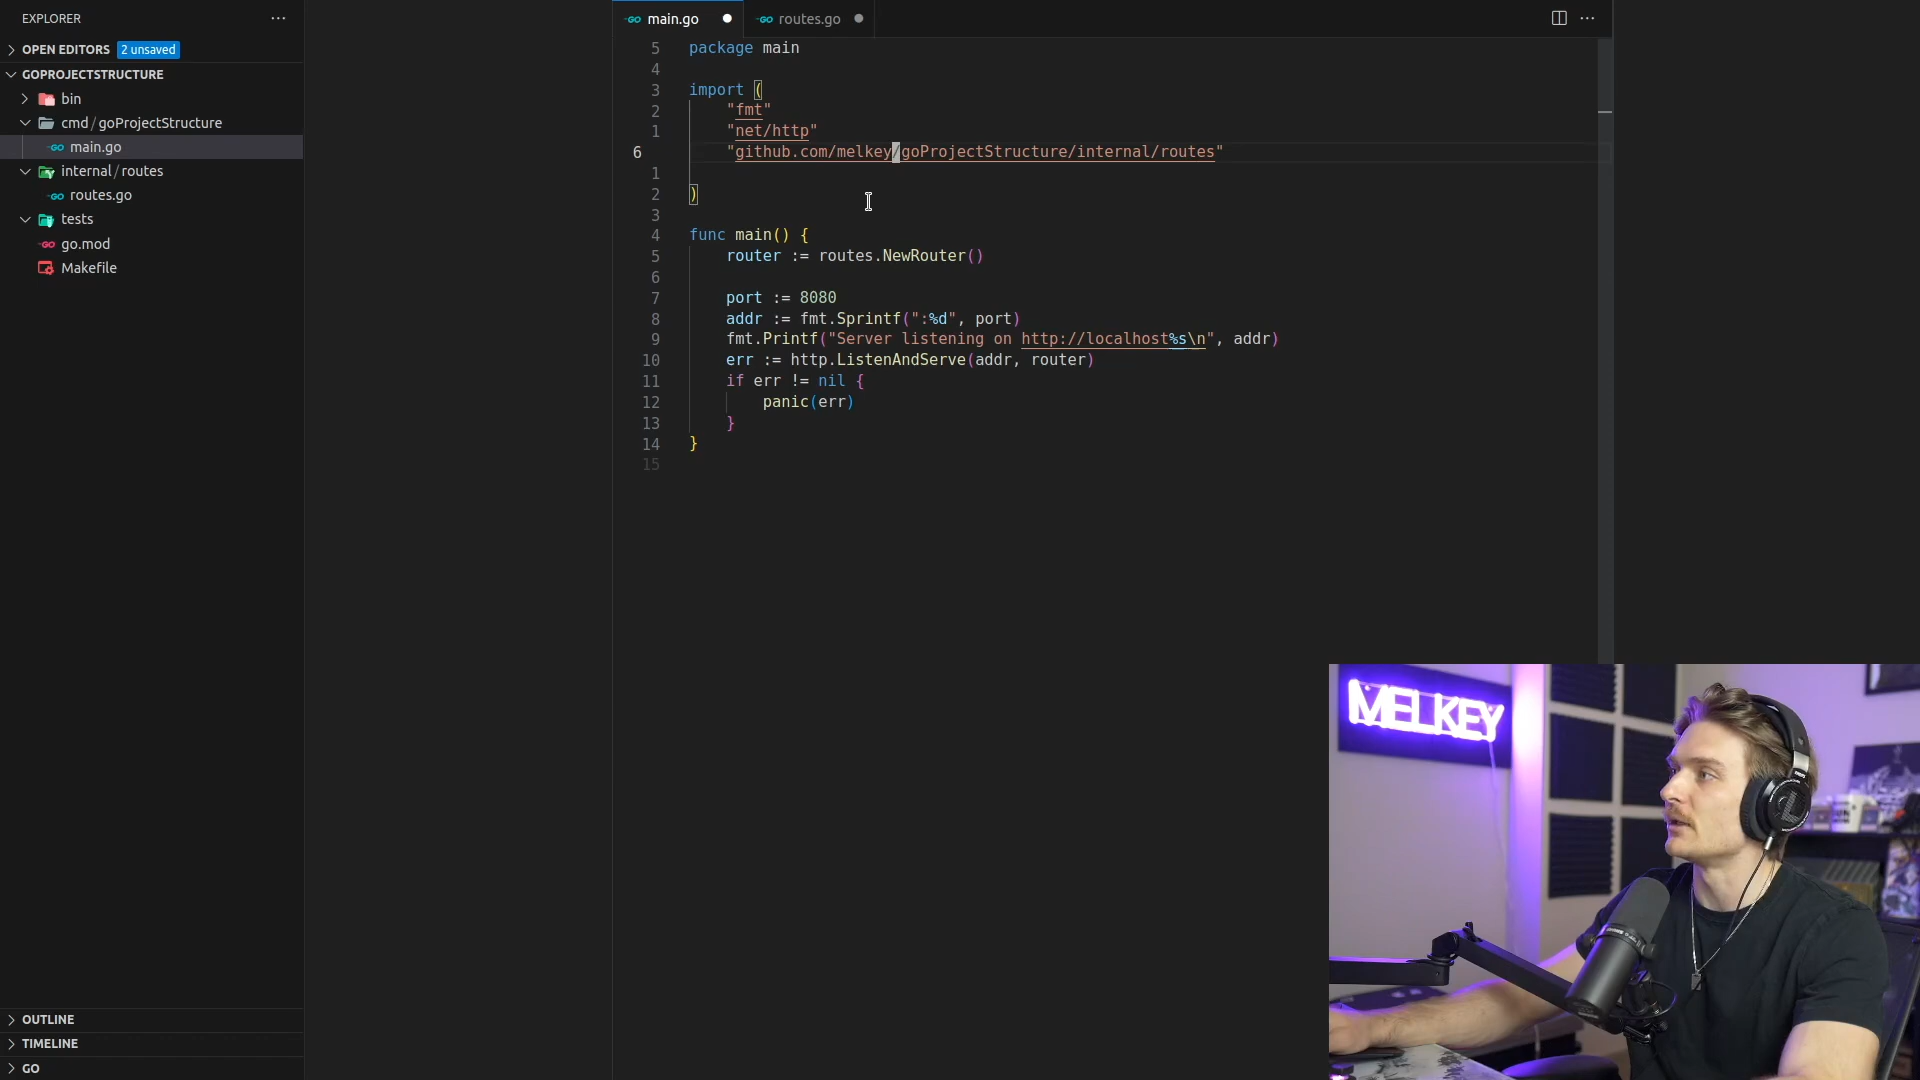 EXPLORER
OPEN EDITORS 2 unsaved
GOPROJECTSTRUCTURE
bin
cmd / goProjectStructure
main.go
internal / routes
routes.go
tests
go.mod
Makefile
OUTLINE
TIMELINE
GO
main.go
routes.go
5 package main
4
3 import (
2 "fmt"
1 "net/http"
6 "github.com/melkey/goProjectStructure/internal/routes"
1
2 )
3
4 func main() {
5 router := routes.NewRouter()
6
7 port := 8080
8 addr := fmt.Sprintf(":%d", port)
9 fmt.Printf("Server listening on http://localhost%s\n", addr)
10 err := http.ListenAndServe(addr, router)
11 if err != nil {
12 panic(err)
13 }
14 }
15
MELKEY